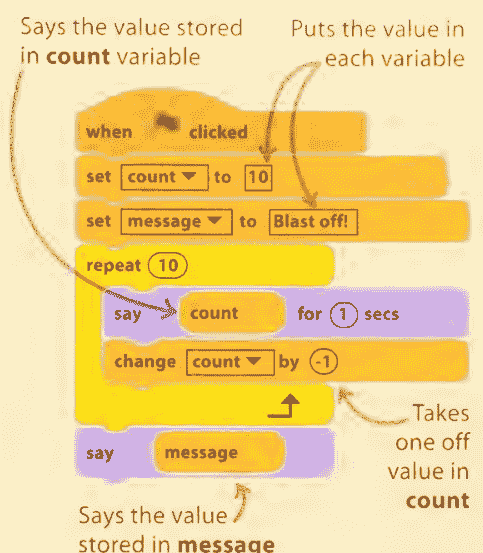 Says the value stored
in count variable
Puts the value in
each variable
when clicked
set count to 10
set message to Blast off!
repeat 10
say count for 1 secs
change count by -1
say message
Takes
one off
value in
count
Says the value
stored in message